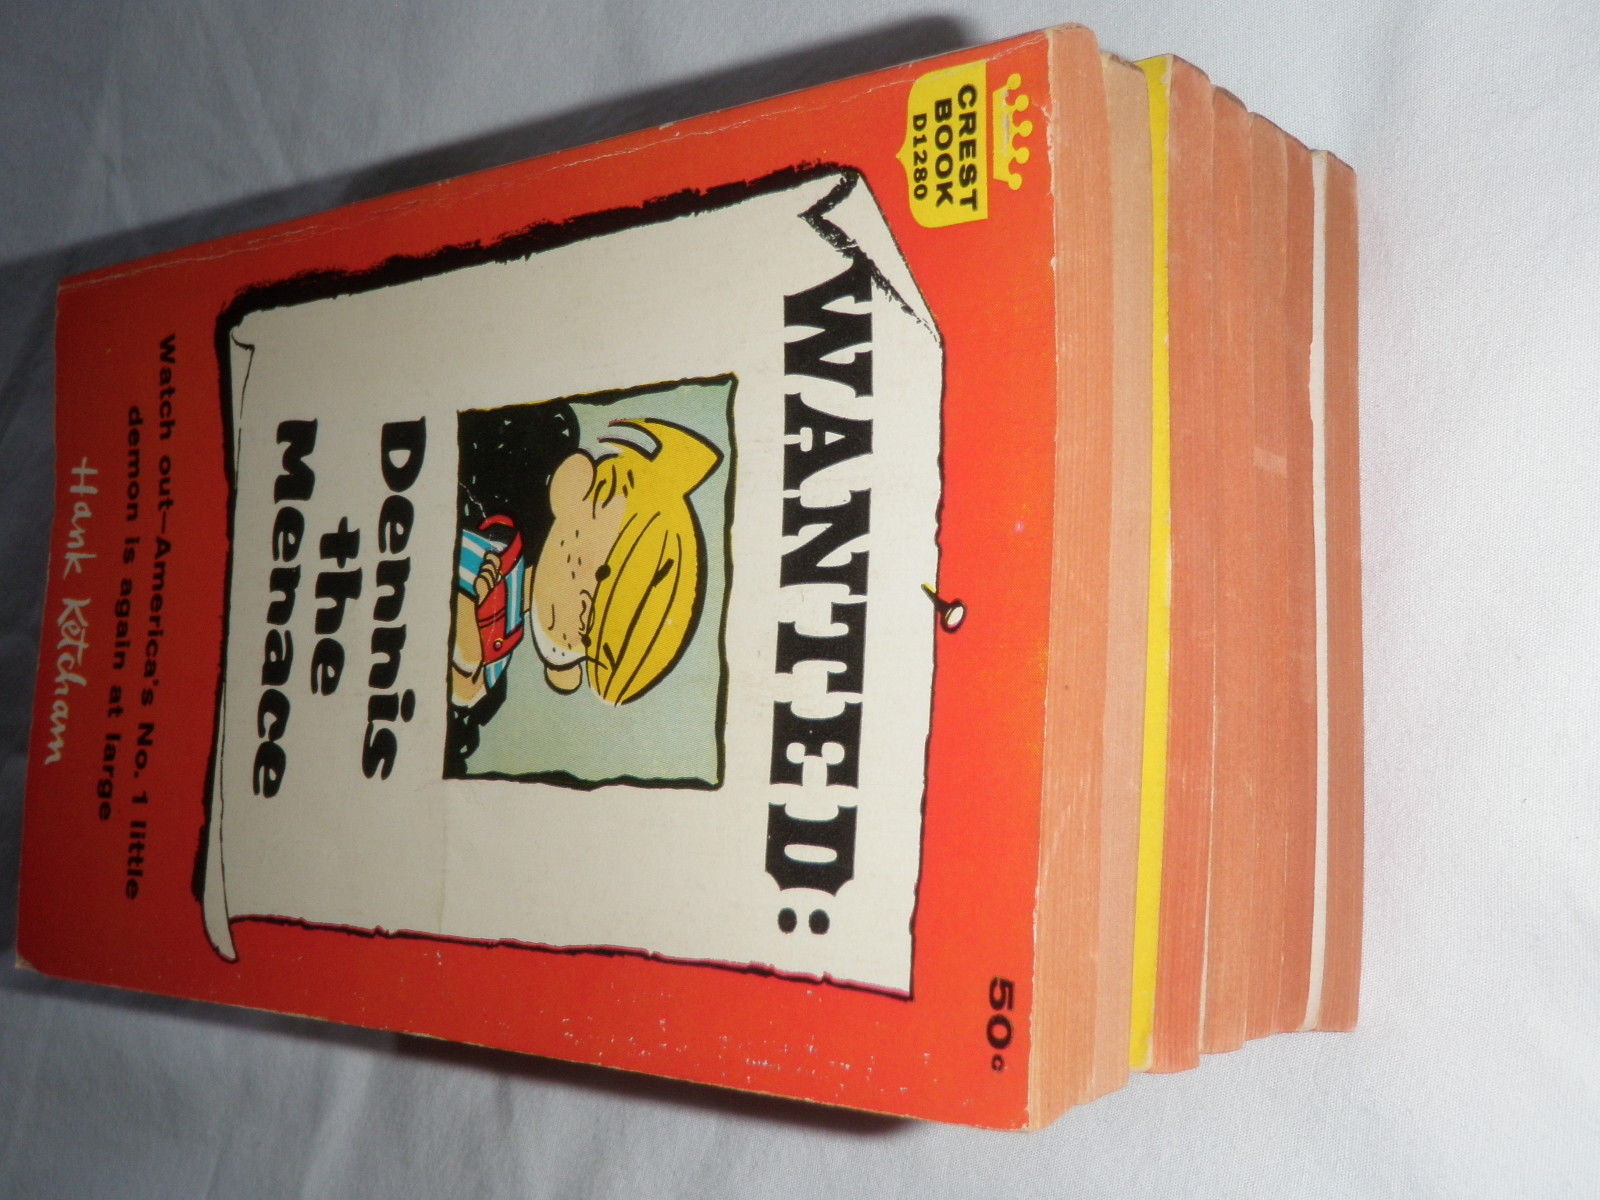 CREST
BOOK
D1280
50c
WANTED:
Dennis
the
Menace
Watch out—America's No. 1 little
demon is again at large
Hank Ketcham